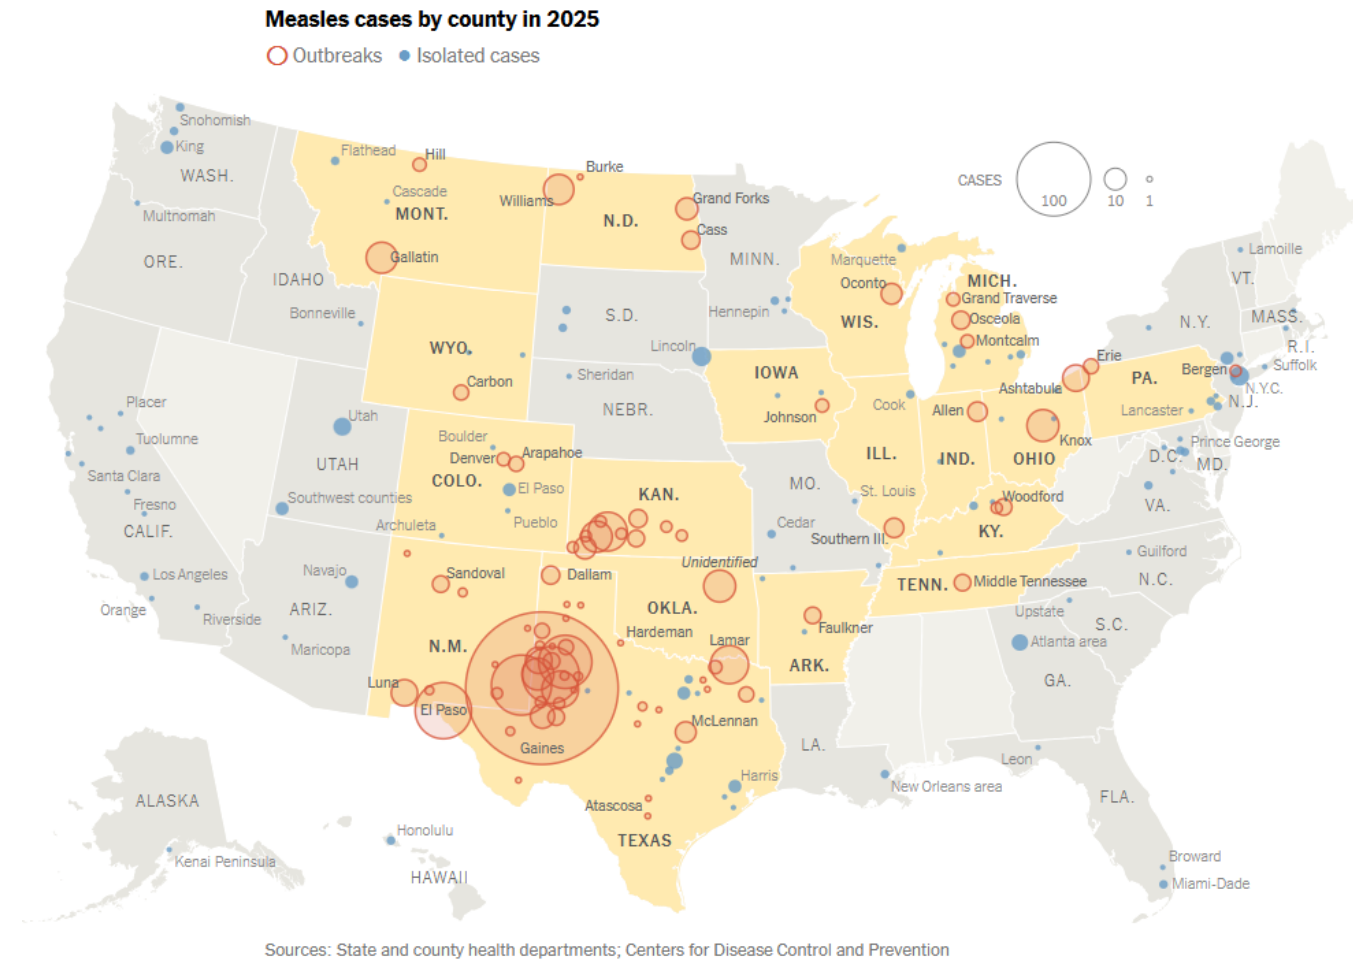 Measles cases by county in 2025
Outbreaks Isolated cases
Snohomish
King
WASH.
Multnomah
ORE.
IDAHO
Bonneville
Flathead
Hill
Cascade
MONT.
Gallatin
Burke
Williams
N.D.
Grand Forks
Cass
MINN.
Hennepin
S.D.
Lincoln
WYO.
Carbon
Sheridan
NEBR.
CASES
100
10
1
Marquette
Oconto
WIS.
MICH.
Grand Traverse
Osceola
Montcalm
Lamoille
VT.
N.Y.
MASS.
R.I.
Suffolk
Erie
Ashtabula
PA.
Bergen
N.Y.C.
N.J.
Lancaster
Prince George
D.C.
MD.
VA.
IOWA
Johnson
Cook
ILL.
Allen
IND.
Knox
OHIO
Woodford
KY.
Southern Ill.
St. Louis
MO.
Cedar
Placer
Tuolumne
Santa Clara
Fresno
CALIF.
Los Angeles
Orange
Riverside
Utah
UTAH
Southwest counties
Navajo
ARIZ.
Maricopa
Boulder
Denver
Arapahoe
COLO.
El Paso
Pueblo
Archuleta
KAN.
Unidentified
OKLA.
Sandoval
Dallam
N.M.
Hardeman
Lamar
Luna
El Paso
Gaines
McLennan
Harris
Atascosa
TEXAS
Faulkner
ARK.
TENN.
Middle Tennessee
Guilford
N.C.
Upstate
S.C.
Atlanta area
GA.
LA.
New Orleans area
Leon
FLA.
Broward
Miami-Dade
ALASKA
Kenai Peninsula
Honolulu
HAWAII
Sources: State and county health departments; Centers for Disease Control and Prevention